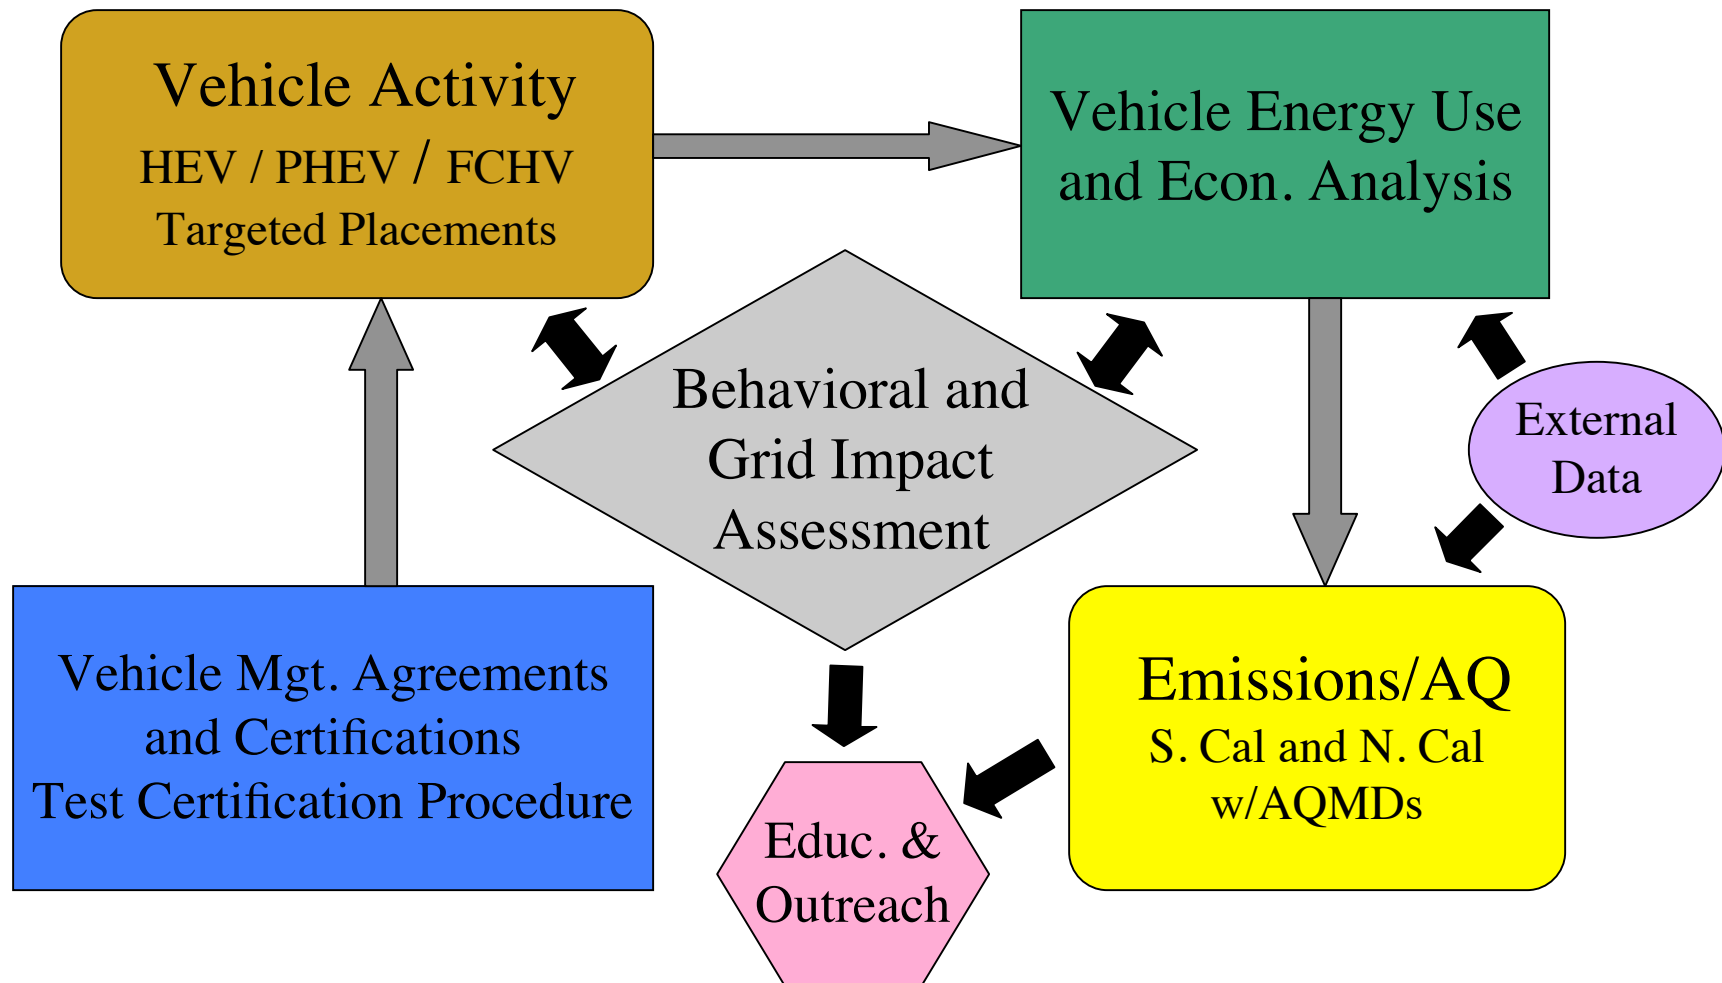 Vehicle Activity
HEV / PHEV / FCHV
Targeted Placements
Vehicle Energy Use
and Econ. Analysis
Behavioral and
Grid Impact
Assessment
External
Data
Vehicle Mgt. Agreements
and Certifications
Test Certification Procedure
Emissions/AQ
S. Cal and N. Cal
w/AQMDs
Educ. &
Outreach